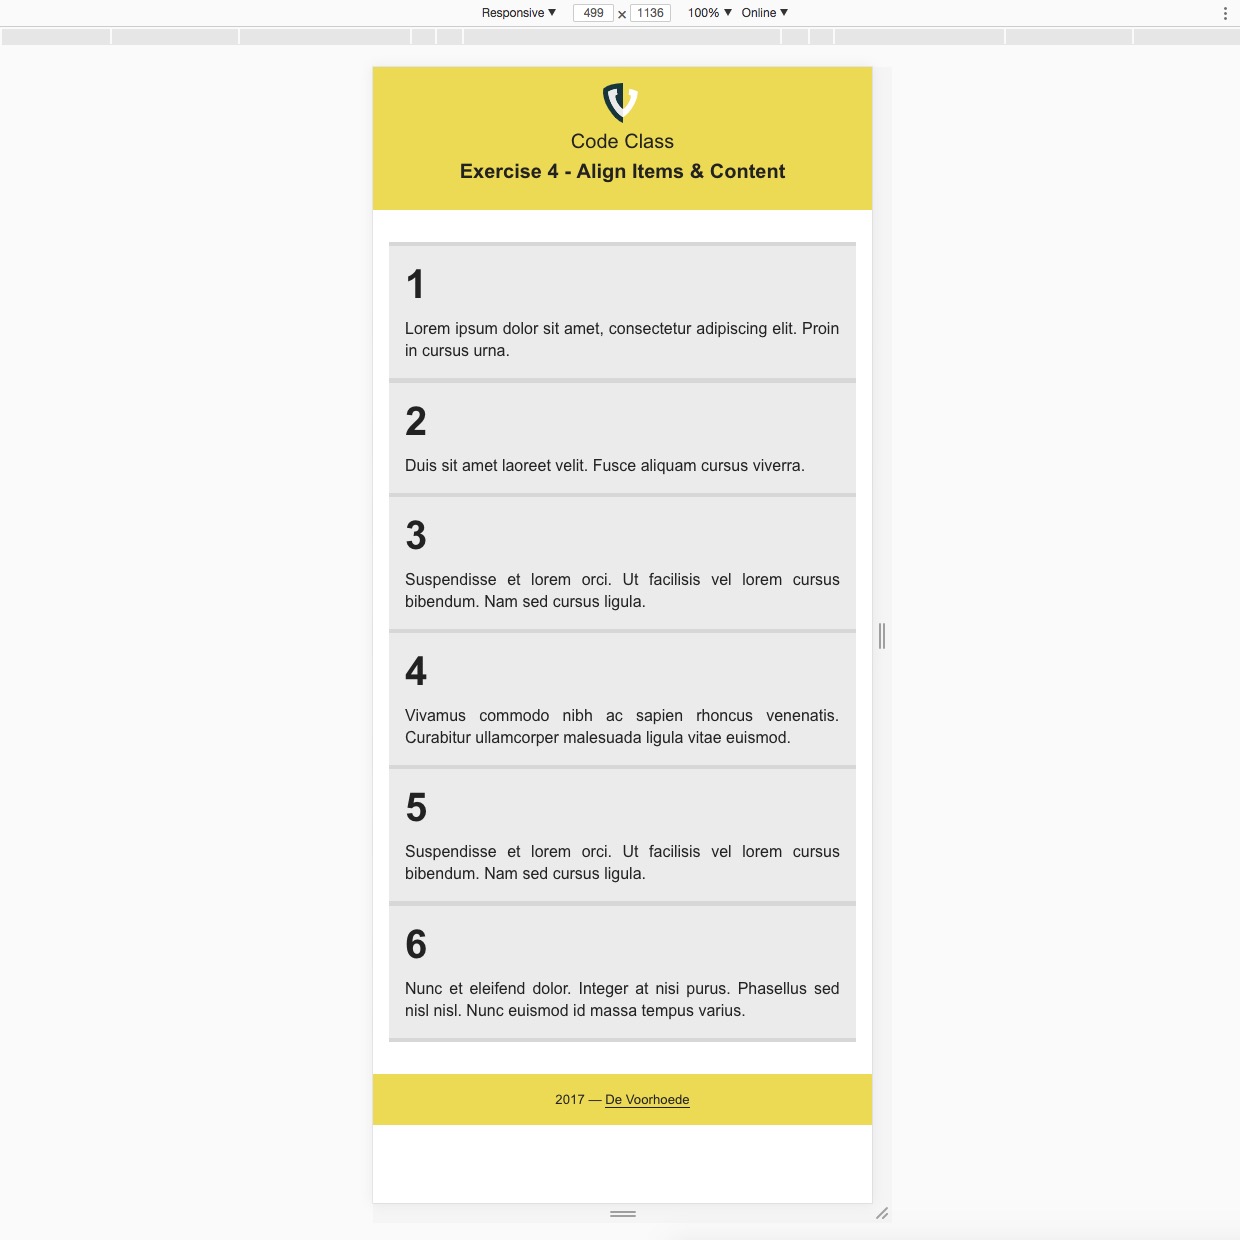 Responsive ▼ 499 × 1136 100% ▼ Online ▼
Code Class
Exercise 4 - Align Items & Content
1
Lorem ipsum dolor sit amet, consectetur adipiscing elit. Proin
in cursus urna.
2
Duis sit amet laoreet velit. Fusce aliquam cursus viverra.
3
Suspendisse et lorem orci. Ut facilisis vel lorem cursus
bibendum. Nam sed cursus ligula.
4
Vivamus commodo nibh ac sapien rhoncus venenatis.
Curabitur ullamcorper malesuada ligula vitae euismod.
5
Suspendisse et lorem orci. Ut facilisis vel lorem cursus
bibendum. Nam sed cursus ligula.
6
Nunc et eleifend dolor. Integer at nisi purus. Phasellus sed
nisl nisl. Nunc euismod id massa tempus varius.
2017 — De Voorhoede